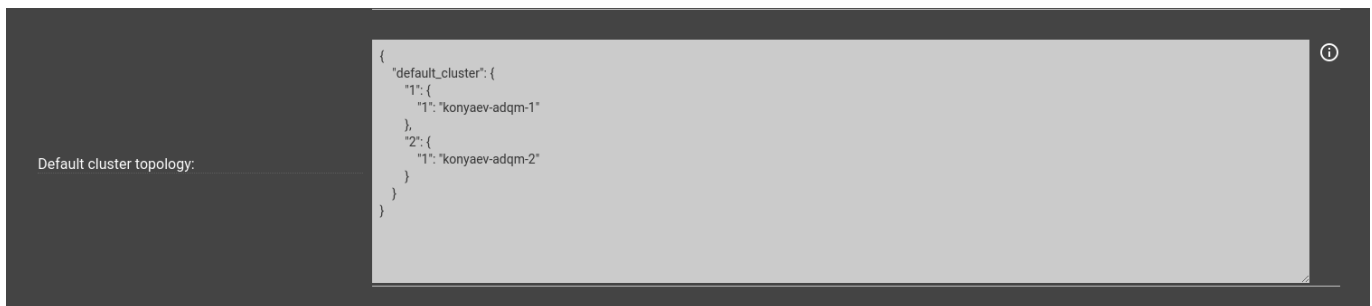 Default cluster topology:
{
"default_cluster": {
"1": {
"1": "konyaev-adqm-1"
},
"2": {
"1": "konyaev-adqm-2"
}
}
}